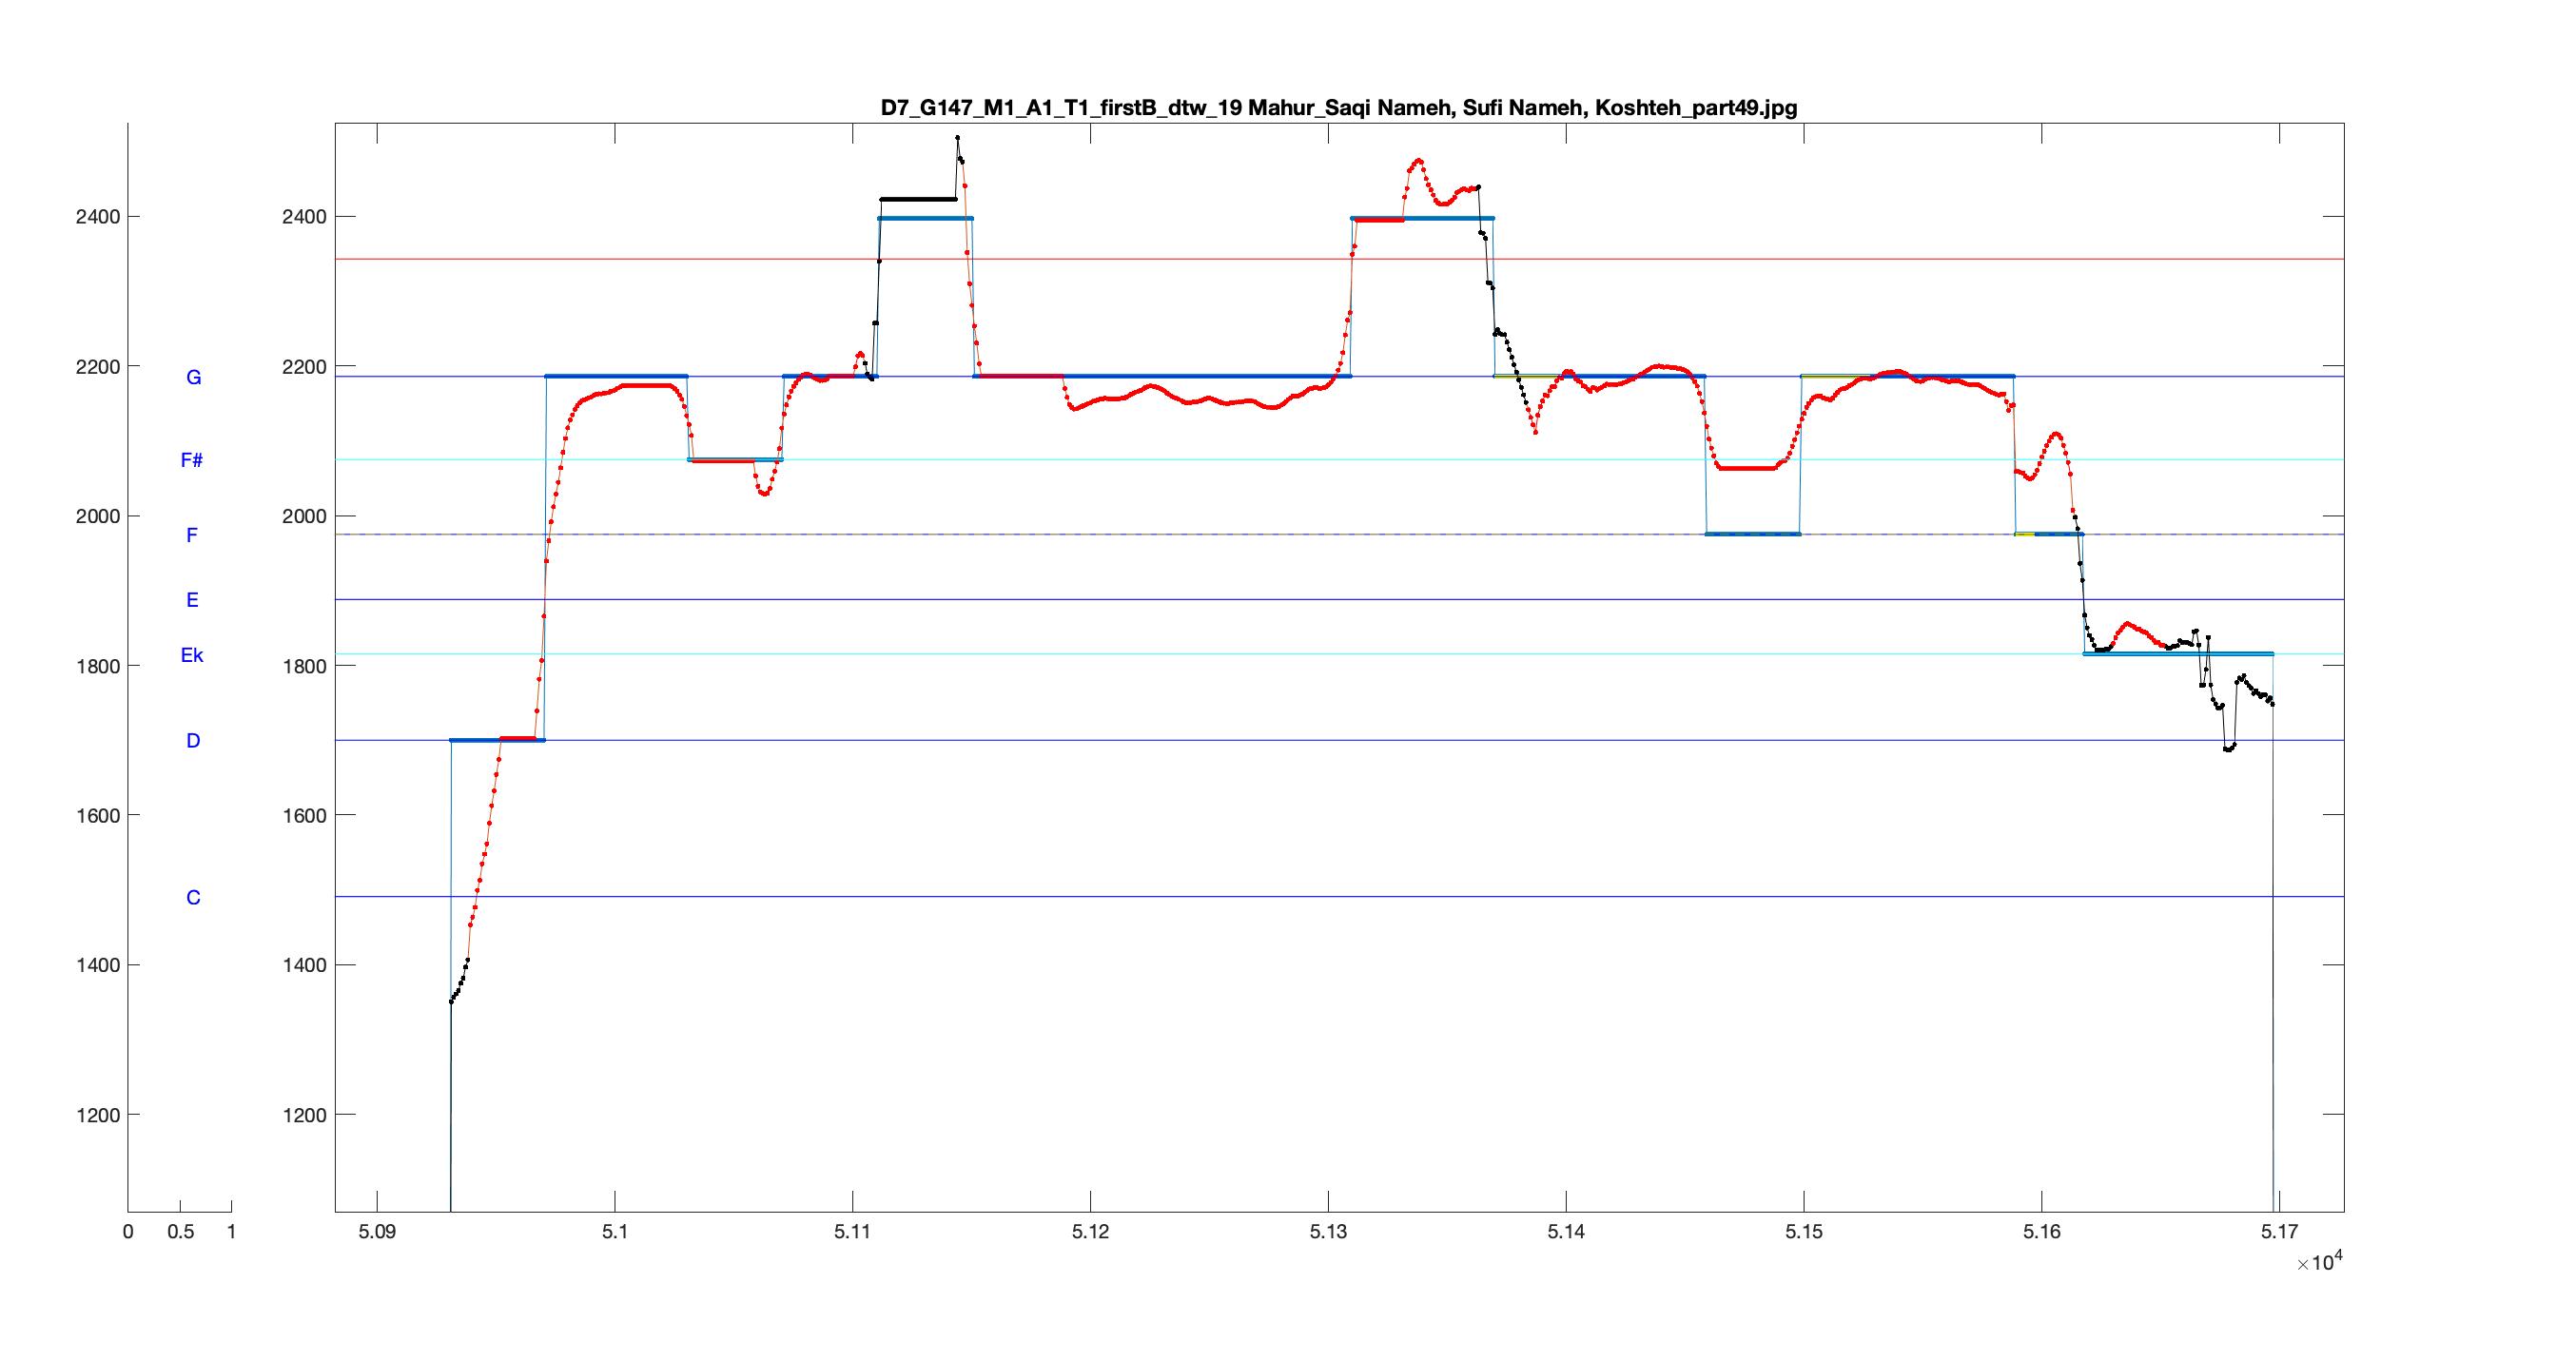 D7_G147_M1_A1_T1_firstB_dtw_19 Mahur_Saqi Nameh, Sufi Nameh, Koshteh_part49.jpg
2400 2400
2200 G 2200
F#
2000 2000
F
E
Ek
1800 1800
D
1600 1600
C
1400 1400
1200 1200
0 0.5 1 5.09 5.1 5.11 5.12 5.13 5.14 5.15 5.16 5.17
×10^4